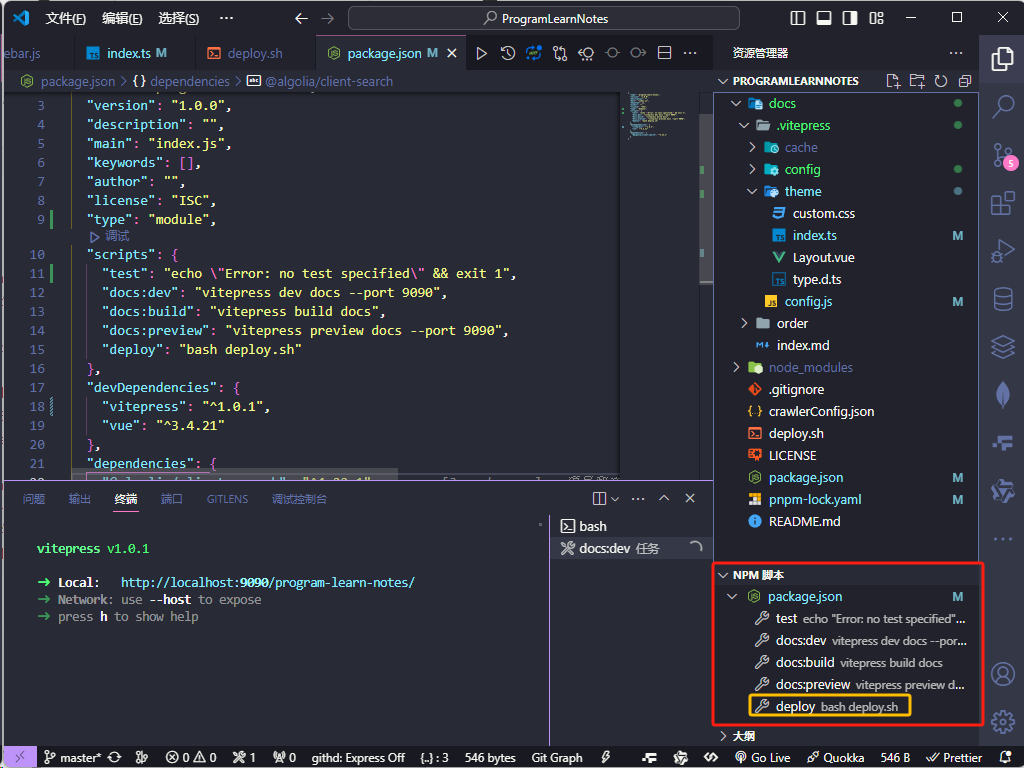 文件(F) 编辑(E) 选择(S) ··· ProgramLearnNotes
ebar.js index.ts M deploy.sh package.json M
package.json > {} dependencies > @algolia/client-search
3 "version": "1.0.0",
4 "description": "",
5 "main": "index.js",
6 "keywords": [],
7 "author": "",
8 "license": "ISC",
9 "type": "module",
调试
10 "scripts": {
11 "test": "echo \"Error: no test specified\" && exit 1",
12 "docs:dev": "vitepress dev docs --port 9090",
13 "docs:build": "vitepress build docs",
14 "docs:preview": "vitepress preview docs --port 9090",
15 "deploy": "bash deploy.sh"
16 },
17 "devDependencies": {
18 "vitepress": "^1.0.1",
19 "vue": "^3.4.21"
20 },
21 "dependencies": {
问题 输出 终端 端口 GITLENS 调试控制台
vitepress v1.0.1
→ Local: http://localhost:9090/program-learn-notes/
→ Network: use --host to expose
→ press h to show help
bash
docs:dev 任务
资源管理器 ···
PROGRAMLEARNNOTES
docs
.vitepress
cache
config
theme
custom.css
index.ts M
Layout.vue
type.d.ts
config.js M
order
index.md
node_modules
.gitignore
crawlerConfig.json
deploy.sh
LICENSE
package.json M
pnpm-lock.yaml M
README.md
NPM 脚本
package.json M
test echo "Error: no test specified"...
docs:dev vitepress dev docs --por...
docs:build vitepress build docs
docs:preview vitepress preview d...
deploy bash deploy.sh
大纲
5
master* 0 0 1 0 githd: Express Off {..} : 3 546 bytes Git Graph Go Live Quokka 546 B Prettier